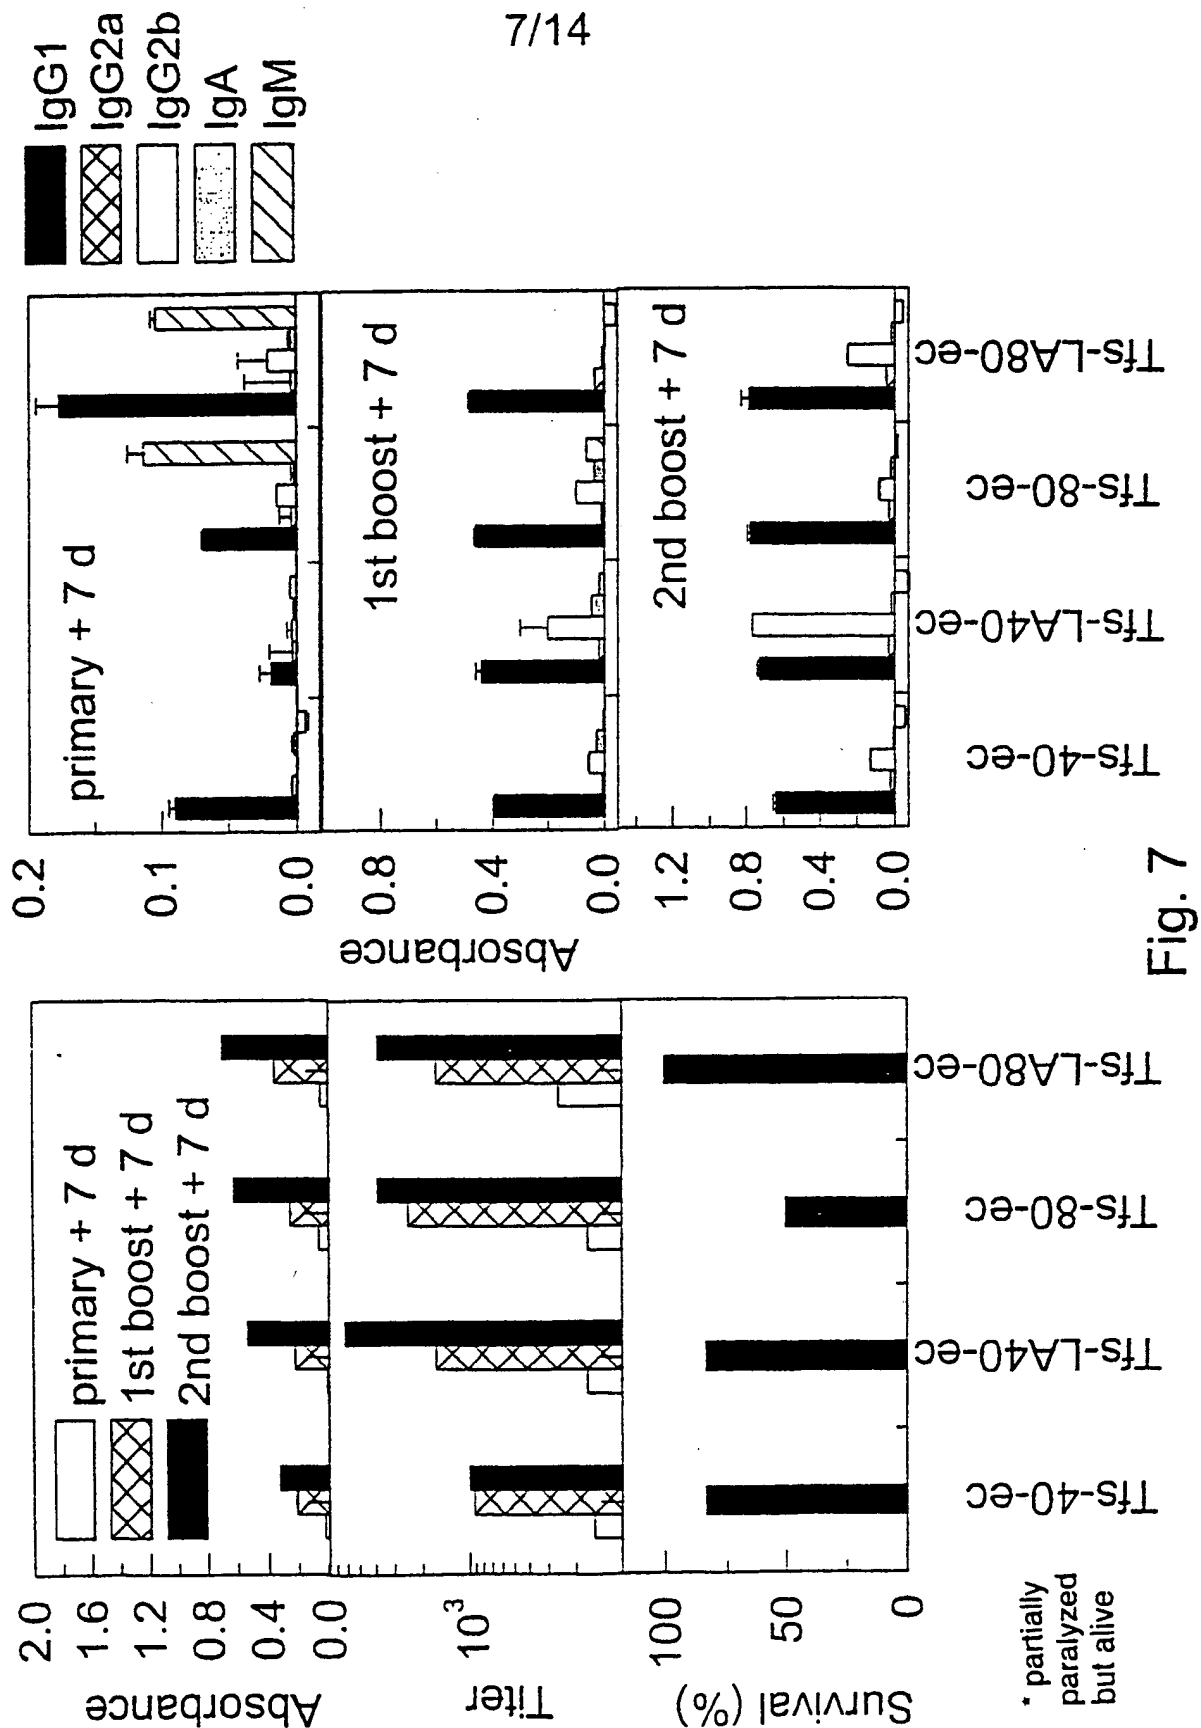 7/14
primary + 7 d
1st boost + 7 d
2nd boost + 7 d
2.0
1.6
1.2
0.8
0.4
0.0
Absorbance
10³
Titer
100
50
0
Survival (%)
Tfs-40-ec
Tfs-LA40-ec
Tfs-80-ec
Tfs-LA80-ec
* partially
paralyzed
but alive
IgG1
IgG2a
IgG2b
IgA
IgM
primary + 7 d
0.2
0.1
0.0
1st boost + 7 d
0.8
0.4
0.0
2nd boost + 7 d
1.2
0.8
0.4
0.0
Absorbance
Tfs-40-ec
Tfs-LA40-ec
Tfs-80-ec
Tfs-LA80-ec
Fig. 7